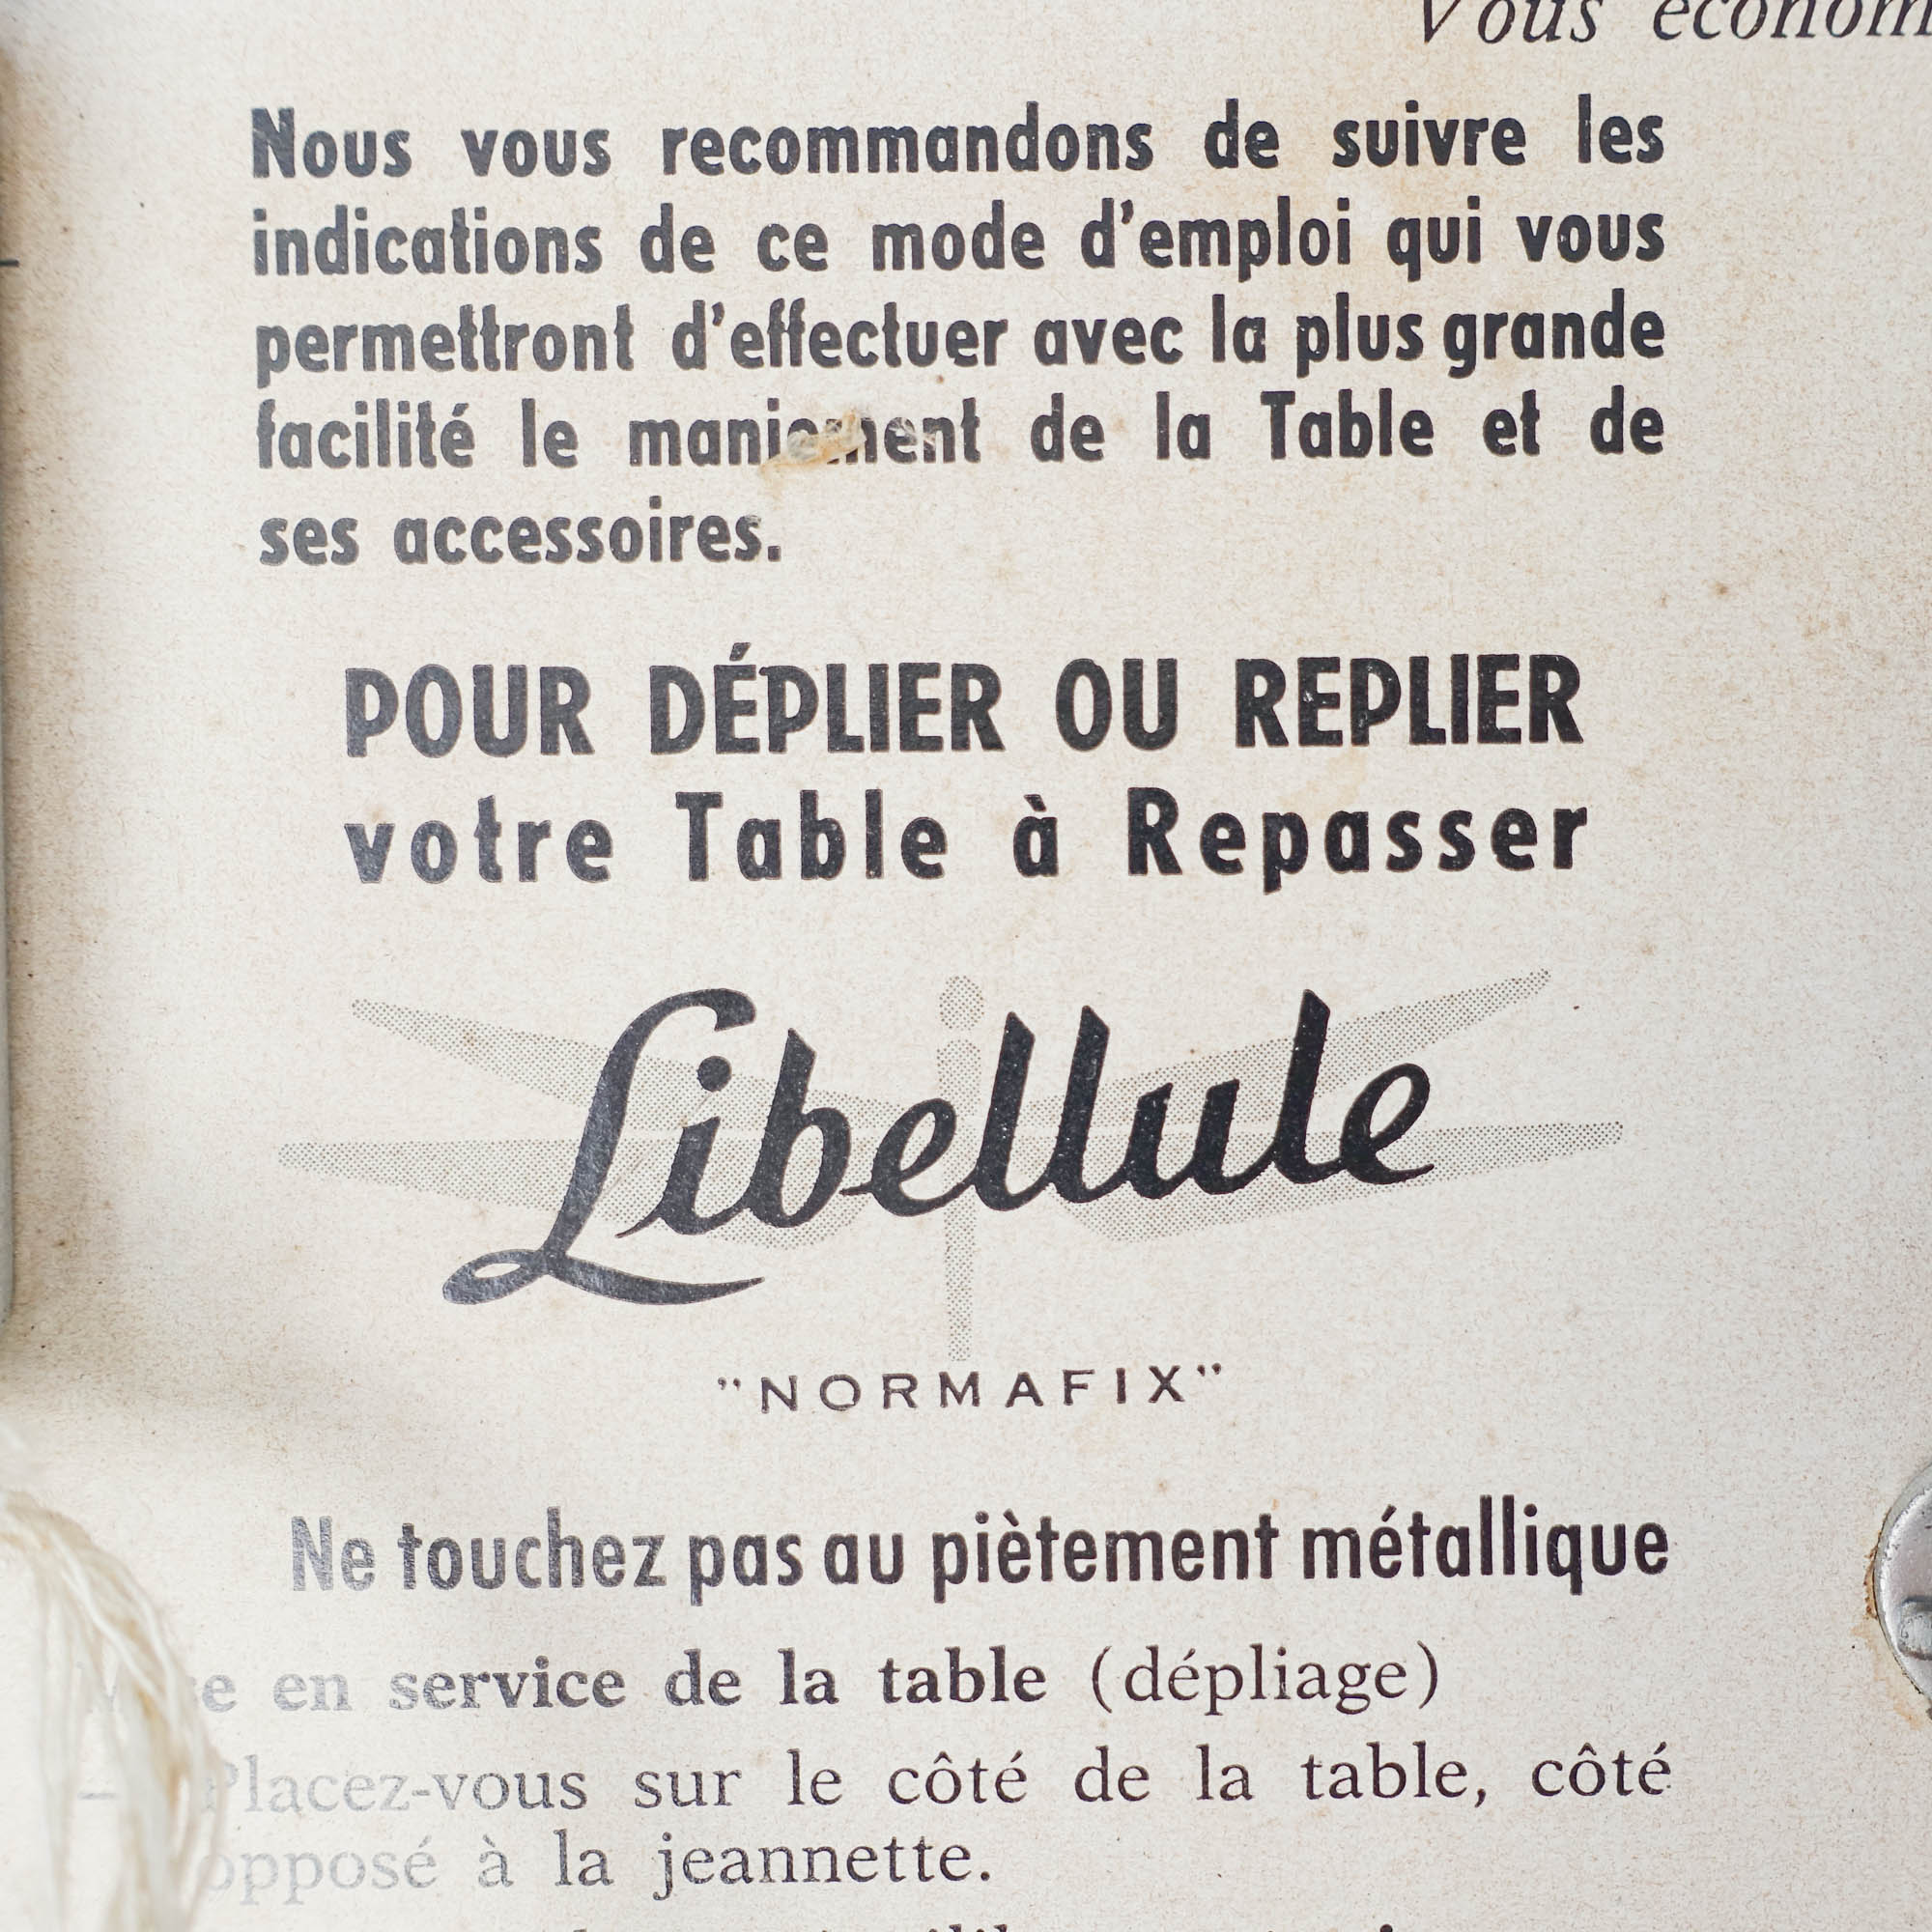 Vous économ
Nous vous recommandons de suivre les
indications de ce mode d'emploi qui vous
permettront d'effectuer avec la plus grande
facilité le maniement de la Table et de
ses accessoires.
POUR DÉPLIER OU REPLIER
votre Table à Repasser
Libellule
"NORMAFIX"
Ne touchez pas au piètement métallique
en service de la table (dépliage)
— Placez-vous sur le côté de la table, côté
opposé à la jeannette.